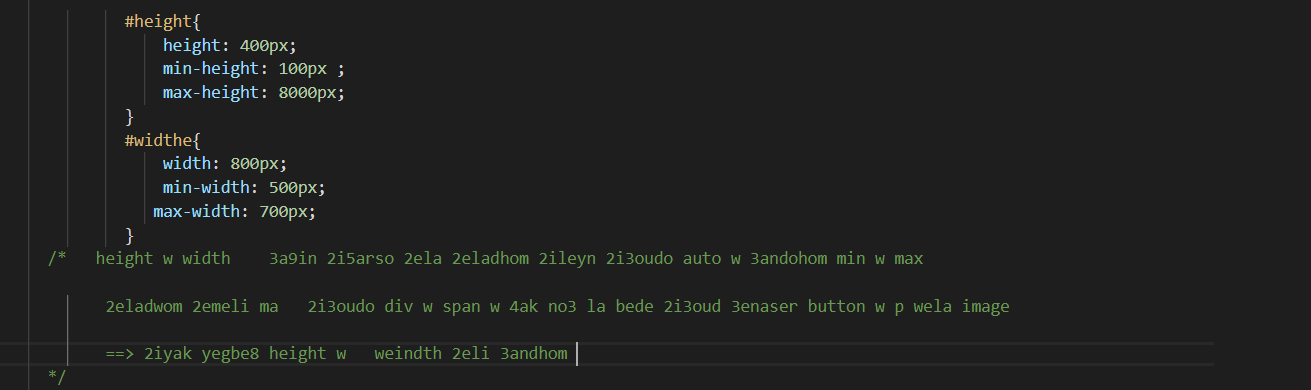 #height{
height: 400px;
min-height: 100px ;
max-height: 8000px;
}
#widthe{
width: 800px;
min-width: 500px;
max-width: 700px;
}
/* height w width 3a9in 2i5arso 2ela 2eladhom 2ileyn 2i3oudo auto w 3andohom min w max
2eladwom 2emeli ma 2i3oudo div w span w 4ak no3 la bede 2i3oud 3enaser button w p wela image
==> 2iyak yegbe8 height w weindth 2eli 3andhom
*/